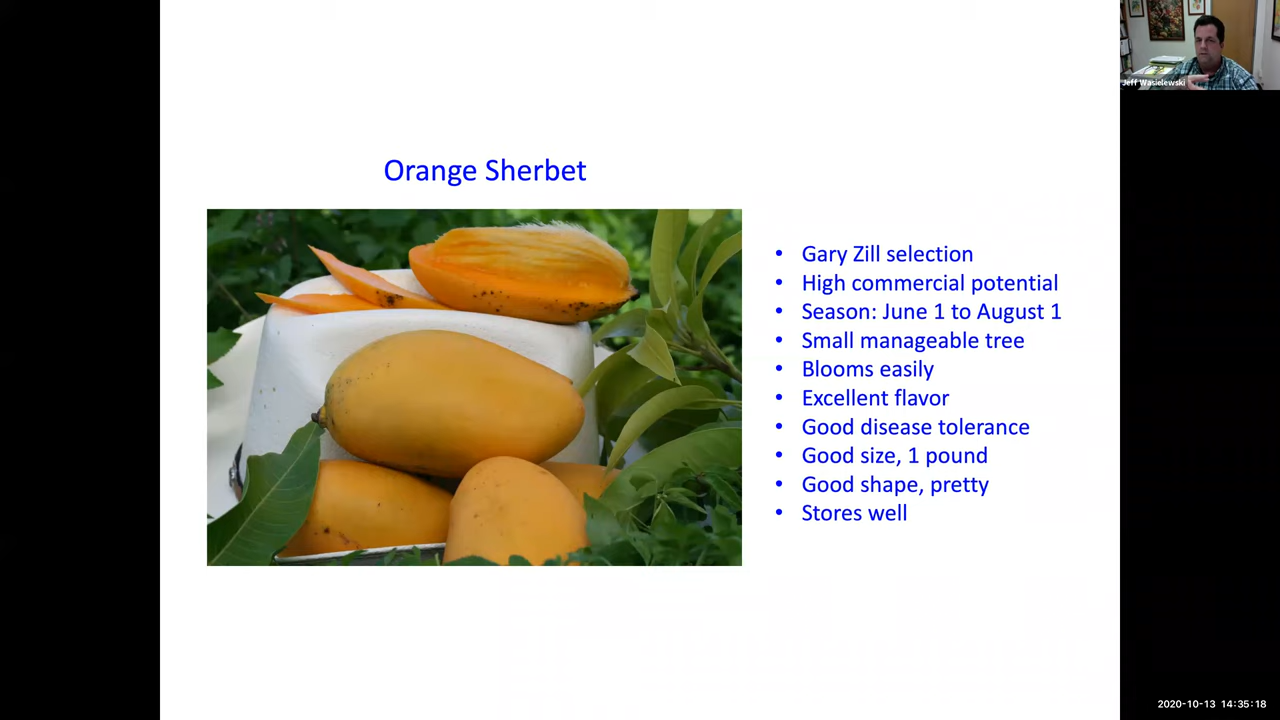 Jeff Wasielewski
Orange Sherbet
• Gary Zill selection
• High commercial potential
• Season: June 1 to August 1
• Small manageable tree
• Blooms easily
• Excellent flavor
• Good disease tolerance
• Good size, 1 pound
• Good shape, pretty
• Stores well
2020-10-13 14:35:18